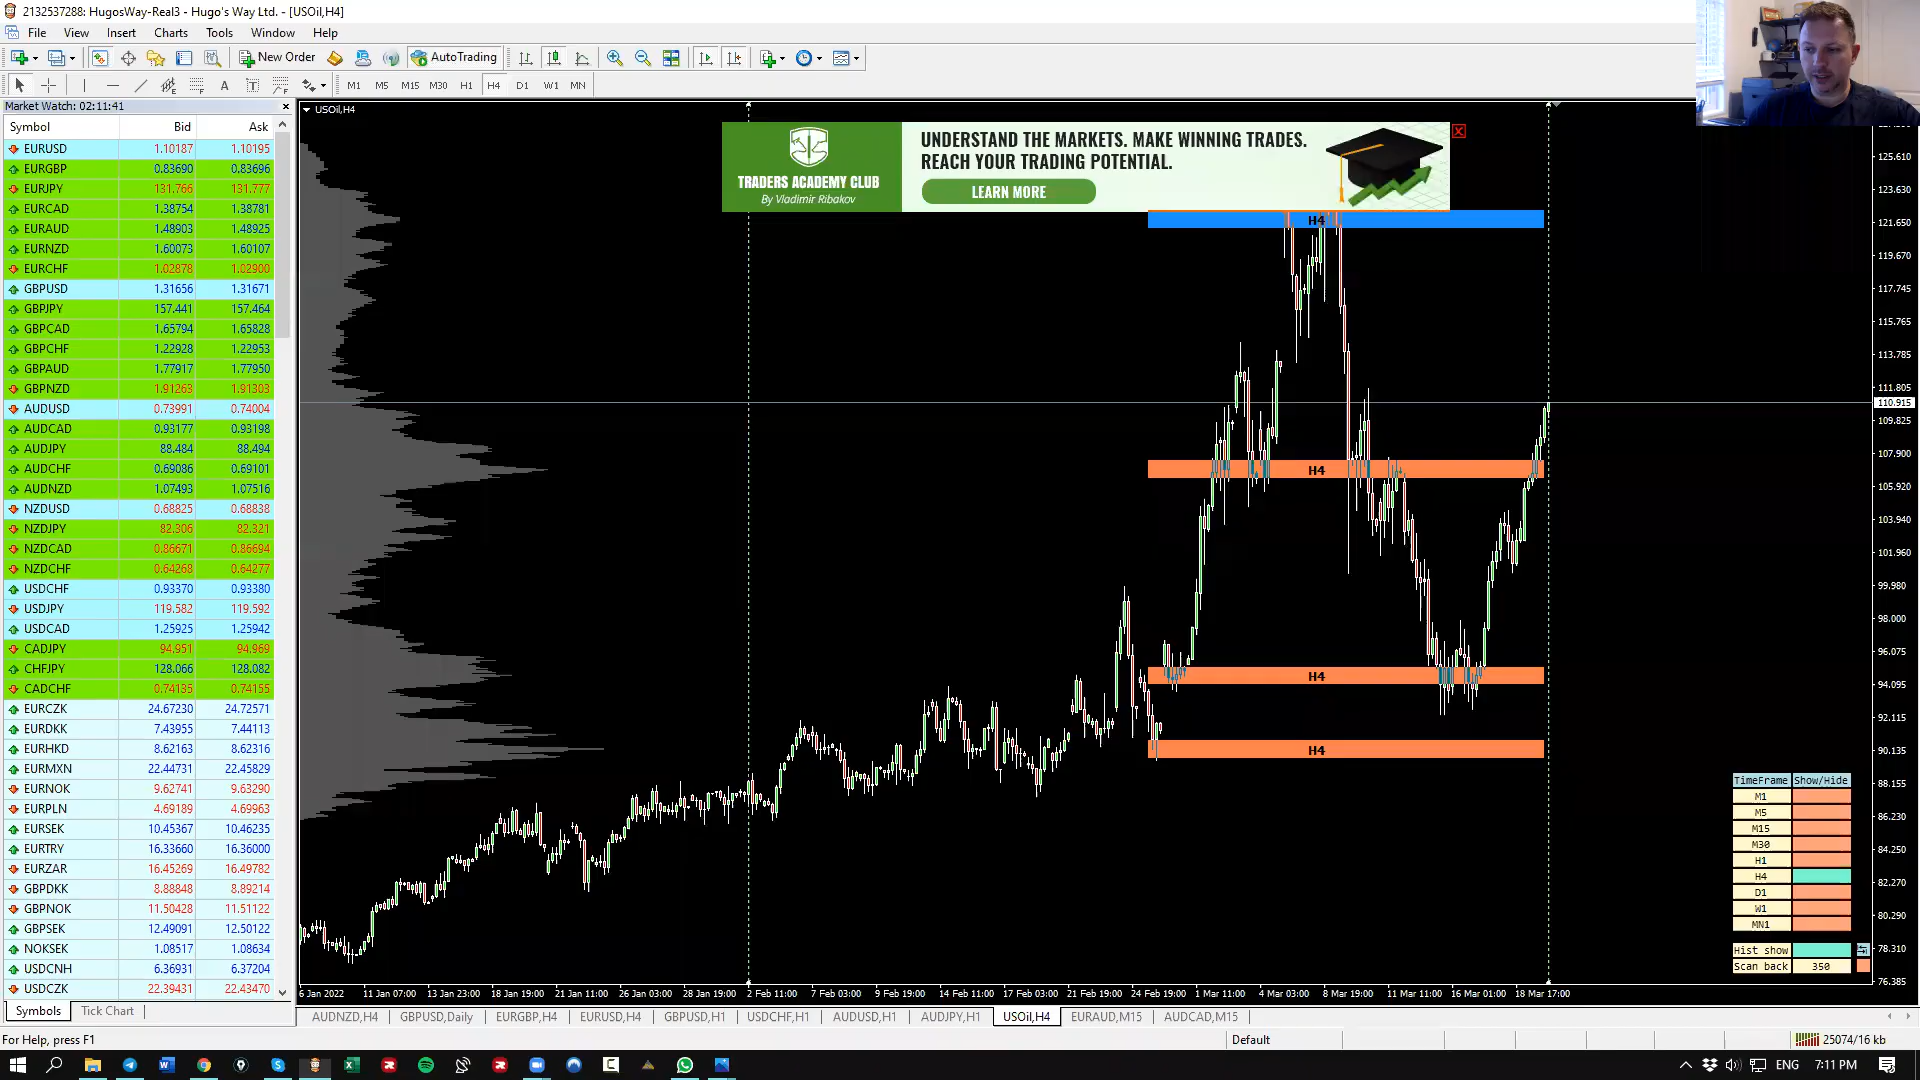 2132537288: HugosWay-Real3 - Hugo's Way Ltd. - [USOil,H4]
File View Insert Charts Tools Window Help
New Order AutoTrading
A T M1 M5 M15 M30 H1 H4 D1 W1 MN
Market Watch: 02:11:41
Symbol Bid Ask
EURUSD 1.10187 1.10195
EURGBP 0.83690 0.83696
EURJPY 131.766 131.777
EURCAD 1.38754 1.38781
EURAUD 1.48903 1.48925
EURNZD 1.60073 1.60107
EURCHF 1.02878 1.02900
GBPUSD 1.31656 1.31671
GBPJPY 157.441 157.464
GBPCAD 1.65794 1.65828
GBPCHF 1.22928 1.22953
GBPAUD 1.77917 1.77950
GBPNZD 1.91263 1.91303
AUDUSD 0.73991 0.74004
AUDCAD 0.93177 0.93198
AUDJPY 88.484 88.494
AUDCHF 0.69086 0.69101
AUDNZD 1.07493 1.07516
NZDUSD 0.68825 0.68838
NZDJPY 82.306 82.321
NZDCAD 0.86671 0.86694
NZDCHF 0.64268 0.64277
USDCHF 0.93370 0.93380
USDJPY 119.582 119.592
USDCAD 1.25925 1.25942
CADJPY 94.951 94.969
CHFJPY 128.066 128.082
CADCHF 0.74135 0.74155
EURCZK 24.67230 24.72571
EURDKK 7.43955 7.44113
EURHKD 8.62163 8.62316
EURMXN 22.44731 22.45829
EURNOK 9.62741 9.63290
EURPLN 4.69189 4.69963
EURSEK 10.45367 10.46235
EURTRY 16.33660 16.36000
EURZAR 16.45269 16.49782
GBPDKK 8.88848 8.89214
GBPNOK 11.50428 11.51122
GBPSEK 12.49091 12.50122
NOKSEK 1.08517 1.08634
USDCNH 6.36931 6.37204
USDCZK 22.39431 22.43470
Symbols Tick Chart
USOil,H4
TRADERS ACADEMY CLUB
By Vladimir Ribakov
UNDERSTAND THE MARKETS. MAKE WINNING TRADES.
REACH YOUR TRADING POTENTIAL.
LEARN MORE
H4
H4
H4
H4
125.610
123.630
121.650
119.670
117.745
115.765
113.785
111.805
110.915
109.825
107.900
105.920
103.940
101.960
99.980
98.000
96.075
94.095
92.115
90.135
88.155
86.230
84.250
82.270
80.290
78.310
76.385
TimeFrame Show/Hide
M1
M5
M15
M30
H1
H4
D1
W1
MN1
Hist show
Scan back 350
6 Jan 2022 11 Jan 07:00 13 Jan 23:00 18 Jan 19:00 21 Jan 11:00 26 Jan 03:00 28 Jan 19:00 2 Feb 11:00 7 Feb 03:00 9 Feb 19:00 14 Feb 11:00 17 Feb 03:00 21 Feb 19:00 24 Feb 19:00 1 Mar 11:00 4 Mar 03:00 8 Mar 19:00 11 Mar 11:00 16 Mar 01:00 18 Mar 17:00
AUDNZD,H4 GBPUSD,Daily EURGBP,H4 EURUSD,H4 GBPUSD,H1 USDCHF,H1 AUDUSD,H1 AUDJPY,H1 USOil,H4 EURAUD,M15 AUDCAD,M15
For Help, press F1 Default 25074/16 kb
ENG 7:11 PM